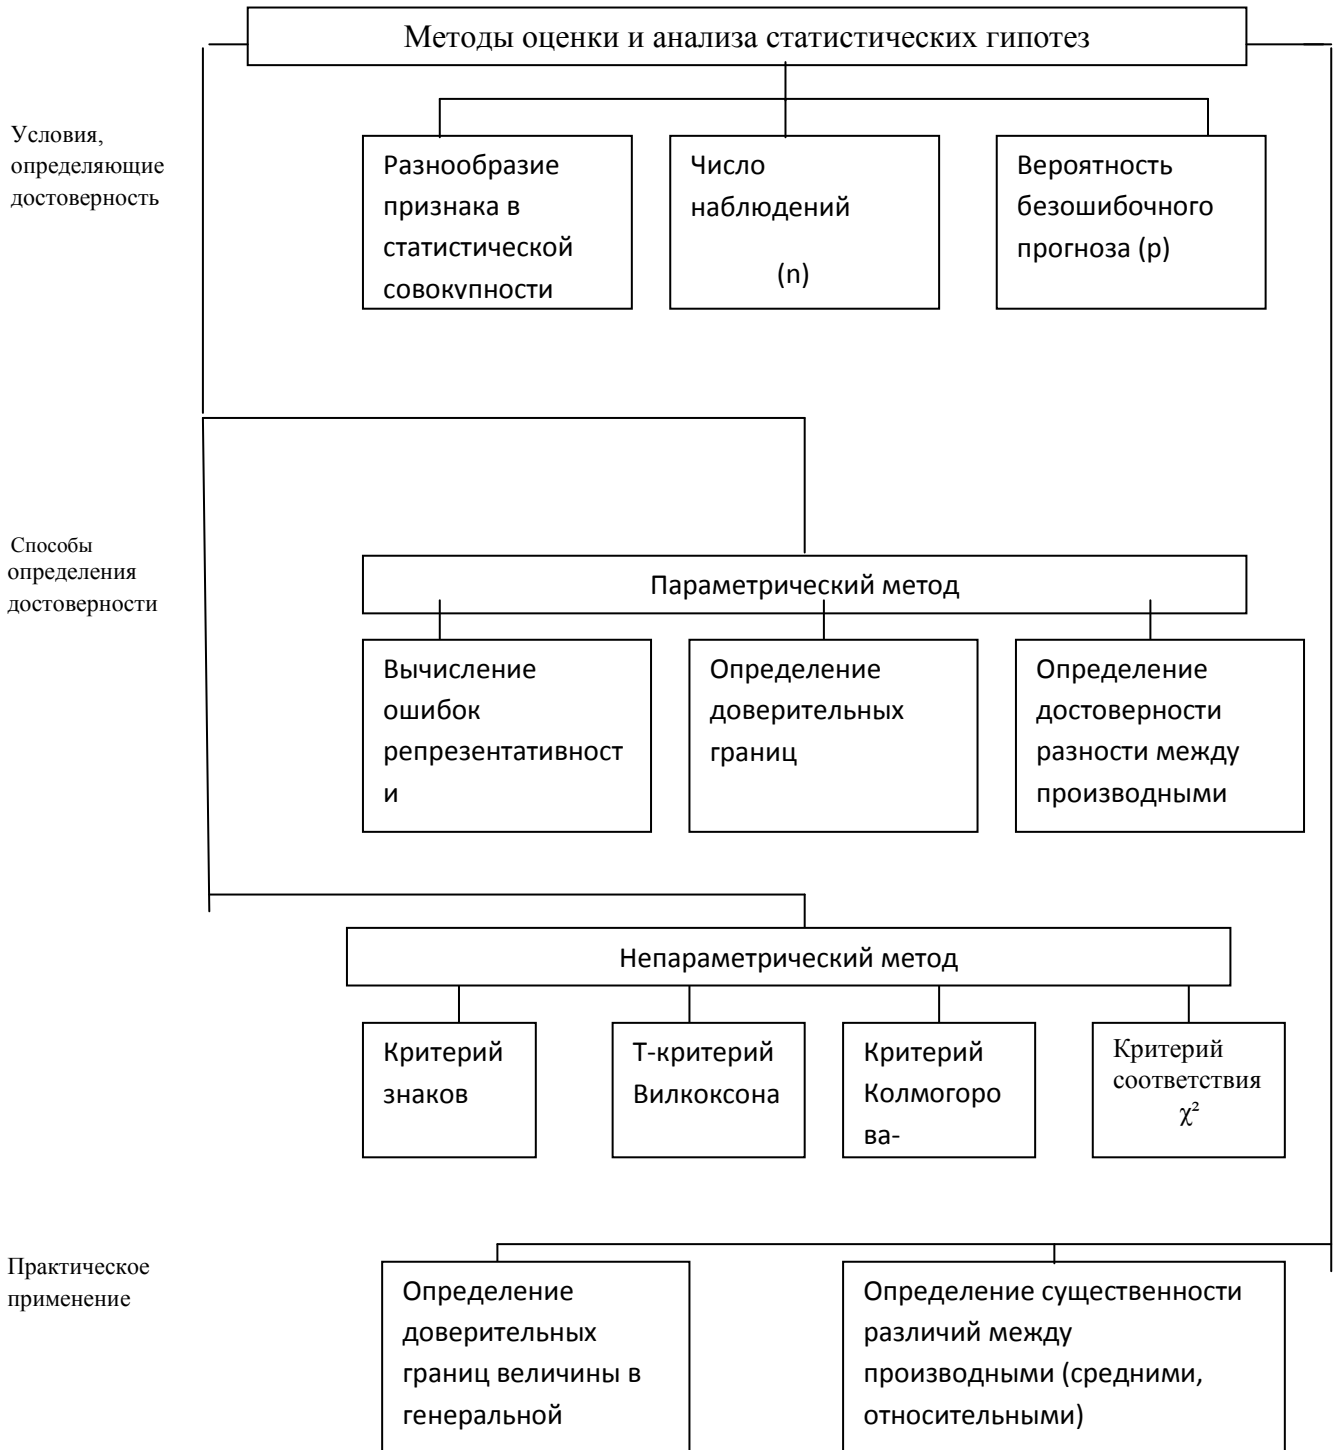 Методы оценки и анализа статистических гипотез
Условия,
определяющие
достоверность
Разнообразие
признака в
статистической
совокупности
Число
наблюдений
(n)
Вероятность
безошибочного
прогноза (p)
Способы
определения
достоверности
Параметрический метод
Вычисление
ошибок
репрезентативност
и
Определение
доверительных
границ
Определение
достоверности
разности между
производными
Непараметрический метод
Критерий
знаков
Т-критерий
Вилкоксона
Критерий
Колмогоро
ва-
Критерий
соответствия
χ²
Практическое
применение
Определение
доверительных
границ величины в
генеральной
Определение существенности
различий между
производными (средними,
относительными)